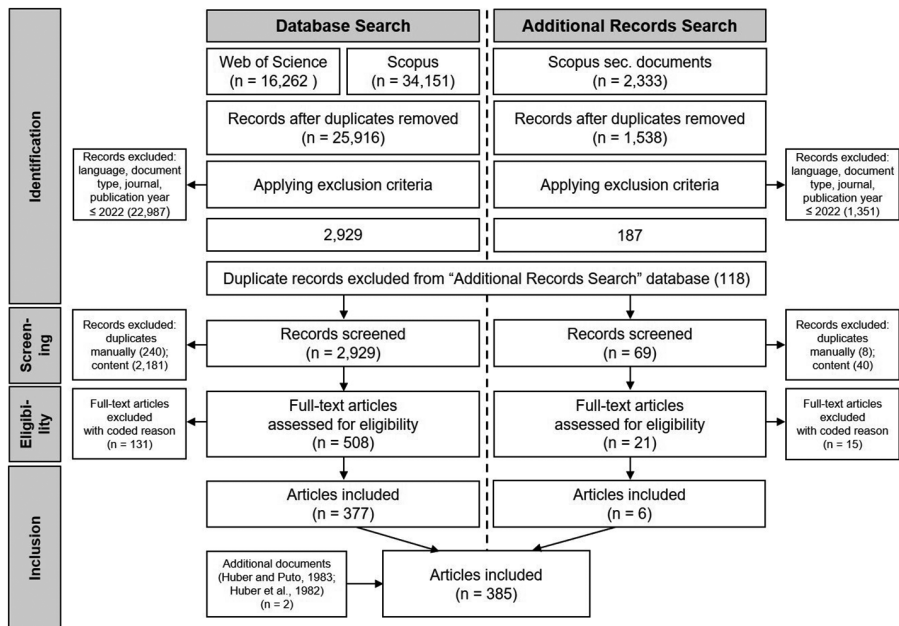 Database Search
Additional Records Search
Identification
Web of Science
(n = 16,262 )
Scopus
(n = 34,151)
Scopus sec. documents
(n = 2,333)
Records after duplicates removed
(n = 25,916)
Records after duplicates removed
(n = 1,538)
Records excluded:
language, document
type, journal,
publication year
≤ 2022 (22,987)
Applying exclusion criteria
Applying exclusion criteria
Records excluded:
language, document
type, journal,
publication year
≤ 2022 (1,351)
2,929
187
Duplicate records excluded from “Additional Records Search” database (118)
Screen-
ing
Records excluded:
duplicates
manually (240);
content (2,181)
Records screened
(n = 2,929)
Records screened
(n = 69)
Records excluded:
duplicates
manually (8);
content (40)
Eligibi-
lity
Full-text articles
excluded
with coded reason
(n = 131)
Full-text articles
assessed for eligibility
(n = 508)
Full-text articles
assessed for eligibility
(n = 21)
Full-text articles
excluded
with coded reason
(n = 15)
Inclusion
Articles included
(n = 377)
Articles included
(n = 6)
Additional documents
(Huber and Puto, 1983;
Huber et al., 1982)
(n = 2)
Articles included
(n = 385)